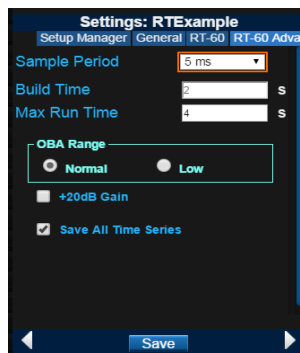 Settings: RTExample
Setup Manager General RT-60 RT-60 Adva
Sample Period 5 ms
Build Time 2 s
Max Run Time 4 s
OBA Range
Normal Low
+20dB Gain
Save All Time Series
Save